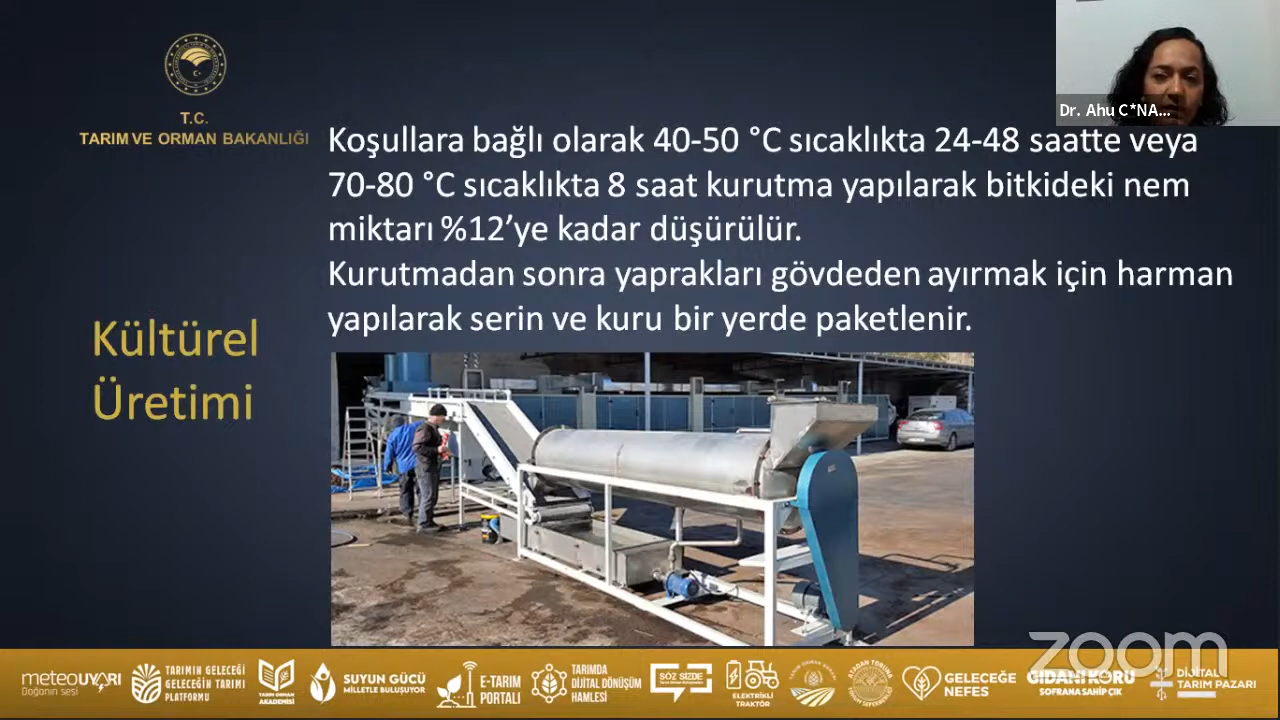 T.C.
TARIM VE ORMAN BAKANLIĞI
Dr. Ahu C*NA...
Koşullara bağlı olarak 40-50 °C sıcaklıkta 24-48 saatte veya
70-80 °C sıcaklıkta 8 saat kurutma yapılarak bitkideki nem
miktarı %12’ye kadar düşürülür.
Kurutmadan sonra yaprakları gövdeden ayırmak için harman
yapılarak serin ve kuru bir yerde paketlenir.
Kültürel
Üretimi
zoom
meteoUYARI
Doğanın sesi
TARIMIN GELECEĞİ
GELECEĞİN TARIMI
PLATFORMU
TARIM ORMAN
AKADEMİSİ
SUYUN GÜCÜ
MİLLETLE BULUŞUYOR
E-TARIM
PORTALI
TARIMDA
DİJİTAL DÖNÜŞÜM
HAMLESİ
SÖZ SİZDE
ELEKTRİKLİ
TRAKTÖR
GELECEĞE
NEFES
GIDANI KORU
SOFRANA SAHİP ÇIK
DİJİTAL
TARIM PAZARI